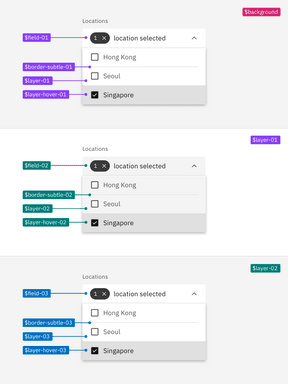 $background
Locations
$field-01
1 × location selected
Hong Kong
$border-subtle-01
Seoul
$layer-01
$layer-hover-01
Singapore
$layer-01
Locations
$field-02
1 × location selected
Hong Kong
$border-subtle-02
Seoul
$layer-02
$layer-hover-02
Singapore
$layer-02
Locations
$field-03
1 × location selected
Hong Kong
$border-subtle-03
Seoul
$layer-03
$layer-hover-03
Singapore